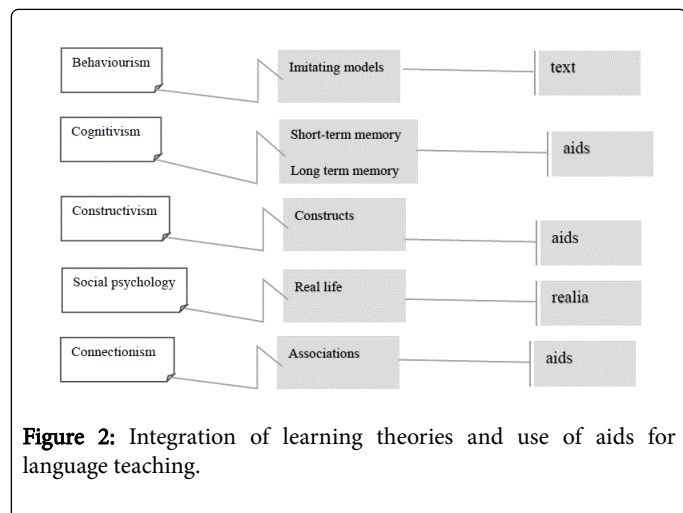 Behaviourism
Imitating models
text
Cognitivism
Short-term memory
Long term memory
aids
Constructivism
Constructs
aids
Social psychology
Real life
realia
Connectionism
Associations
aids
Figure 2: Integration of learning theories and use of aids for
language teaching.